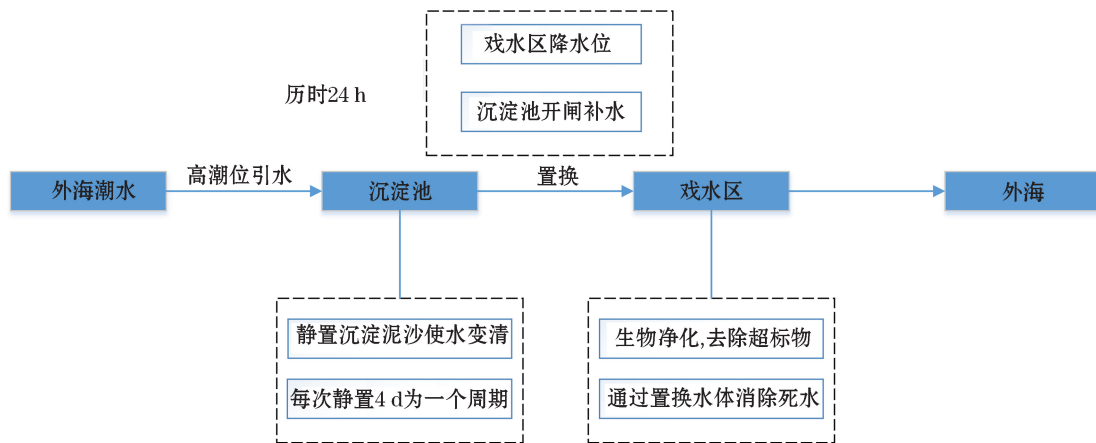 戏水区降水位
历时24 h
沉淀池开闸补水
外海潮水
高潮位引水
沉淀池
置换
戏水区
外海
静置沉淀泥沙使水变清
每次静置4 d为一个周期
生物净化,去除超标物
通过置换水体消除死水